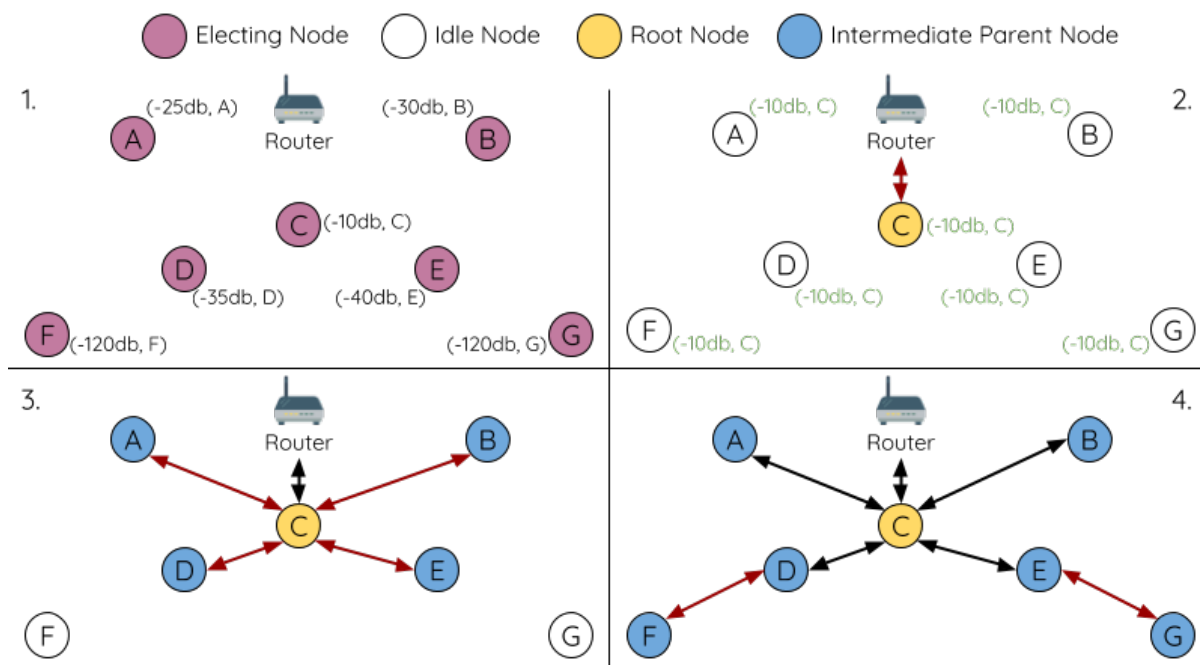 Electing Node Idle Node Root Node Intermediate Parent Node
1.
(-25db, A) (-30db, B)
A Router B
C (-10db, C)
D E
(-35db, D) (-40db, E)
F (-120db, F) (-120db, G) G
2.
(-10db, C) (-10db, C)
A Router B
C (-10db, C)
D E
(-10db, C) (-10db, C)
F (-10db, C) (-10db, C) G
3.
A Router B
C
D E
F G
4.
A Router B
C
D E
F G